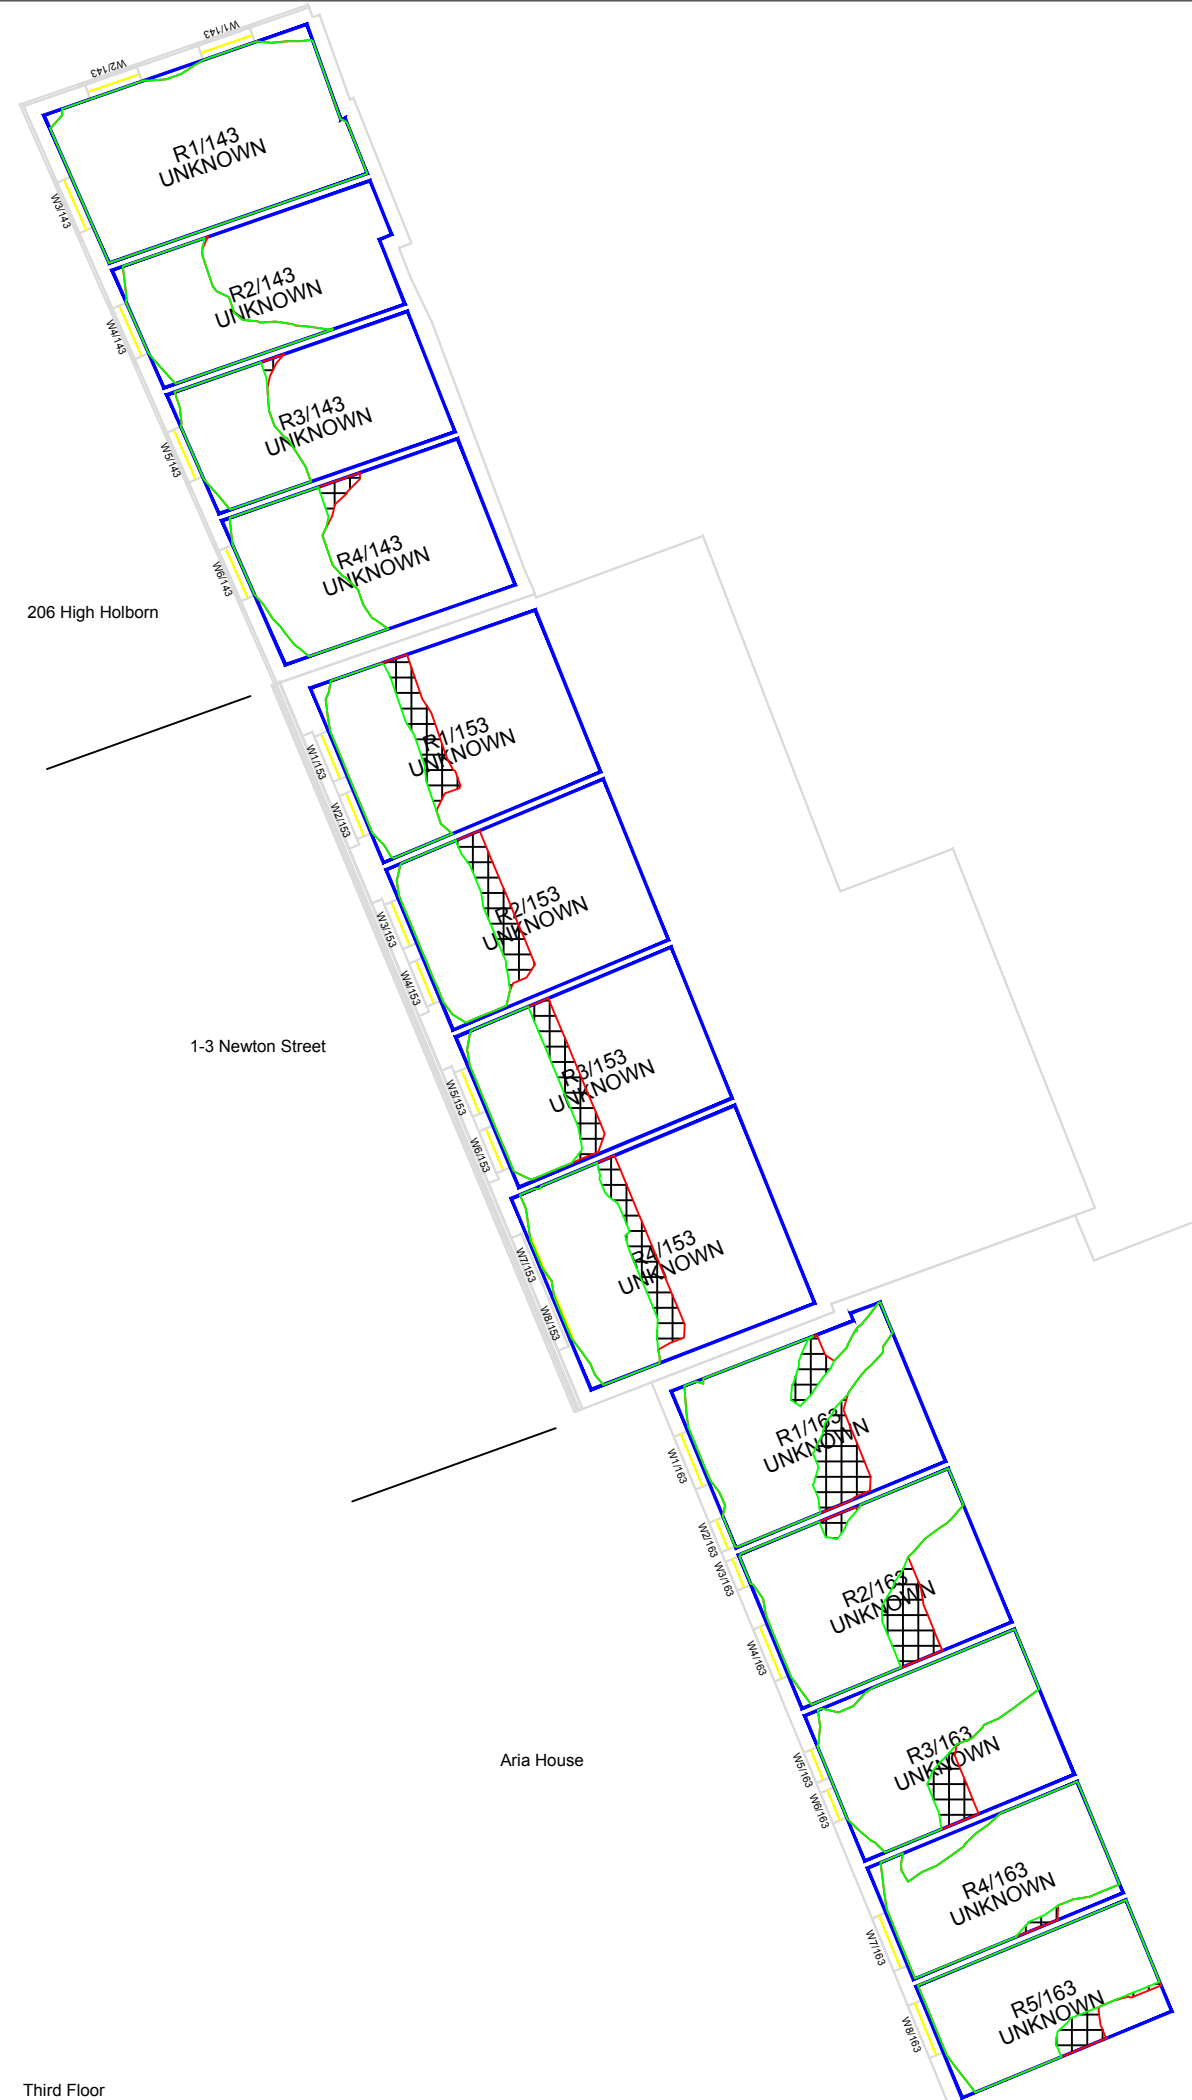 W1/143
W2/143
R1/143
UNKNOWN
W3/143
R2/143
UNKNOWN
W4/143
R3/143
UNKNOWN
W5/143
R4/143
UNKNOWN
W6/143
206 High Holborn
R1/153
UNKNOWN
W1/153
W2/153
R2/153
UNKNOWN
W3/153
W4/153
1-3 Newton Street
R3/153
UNKNOWN
W5/153
W6/153
R4/153
UNKNOWN
W7/153
W8/153
R1/163
UNKNOWN
W1/163
W2/163
W3/163
R2/163
UNKNOWN
W4/163
R3/163
UNKNOWN
Aria House
W5/163
W6/163
R4/163
UNKNOWN
W7/163
R5/163
UNKNOWN
W8/163
Third Floor